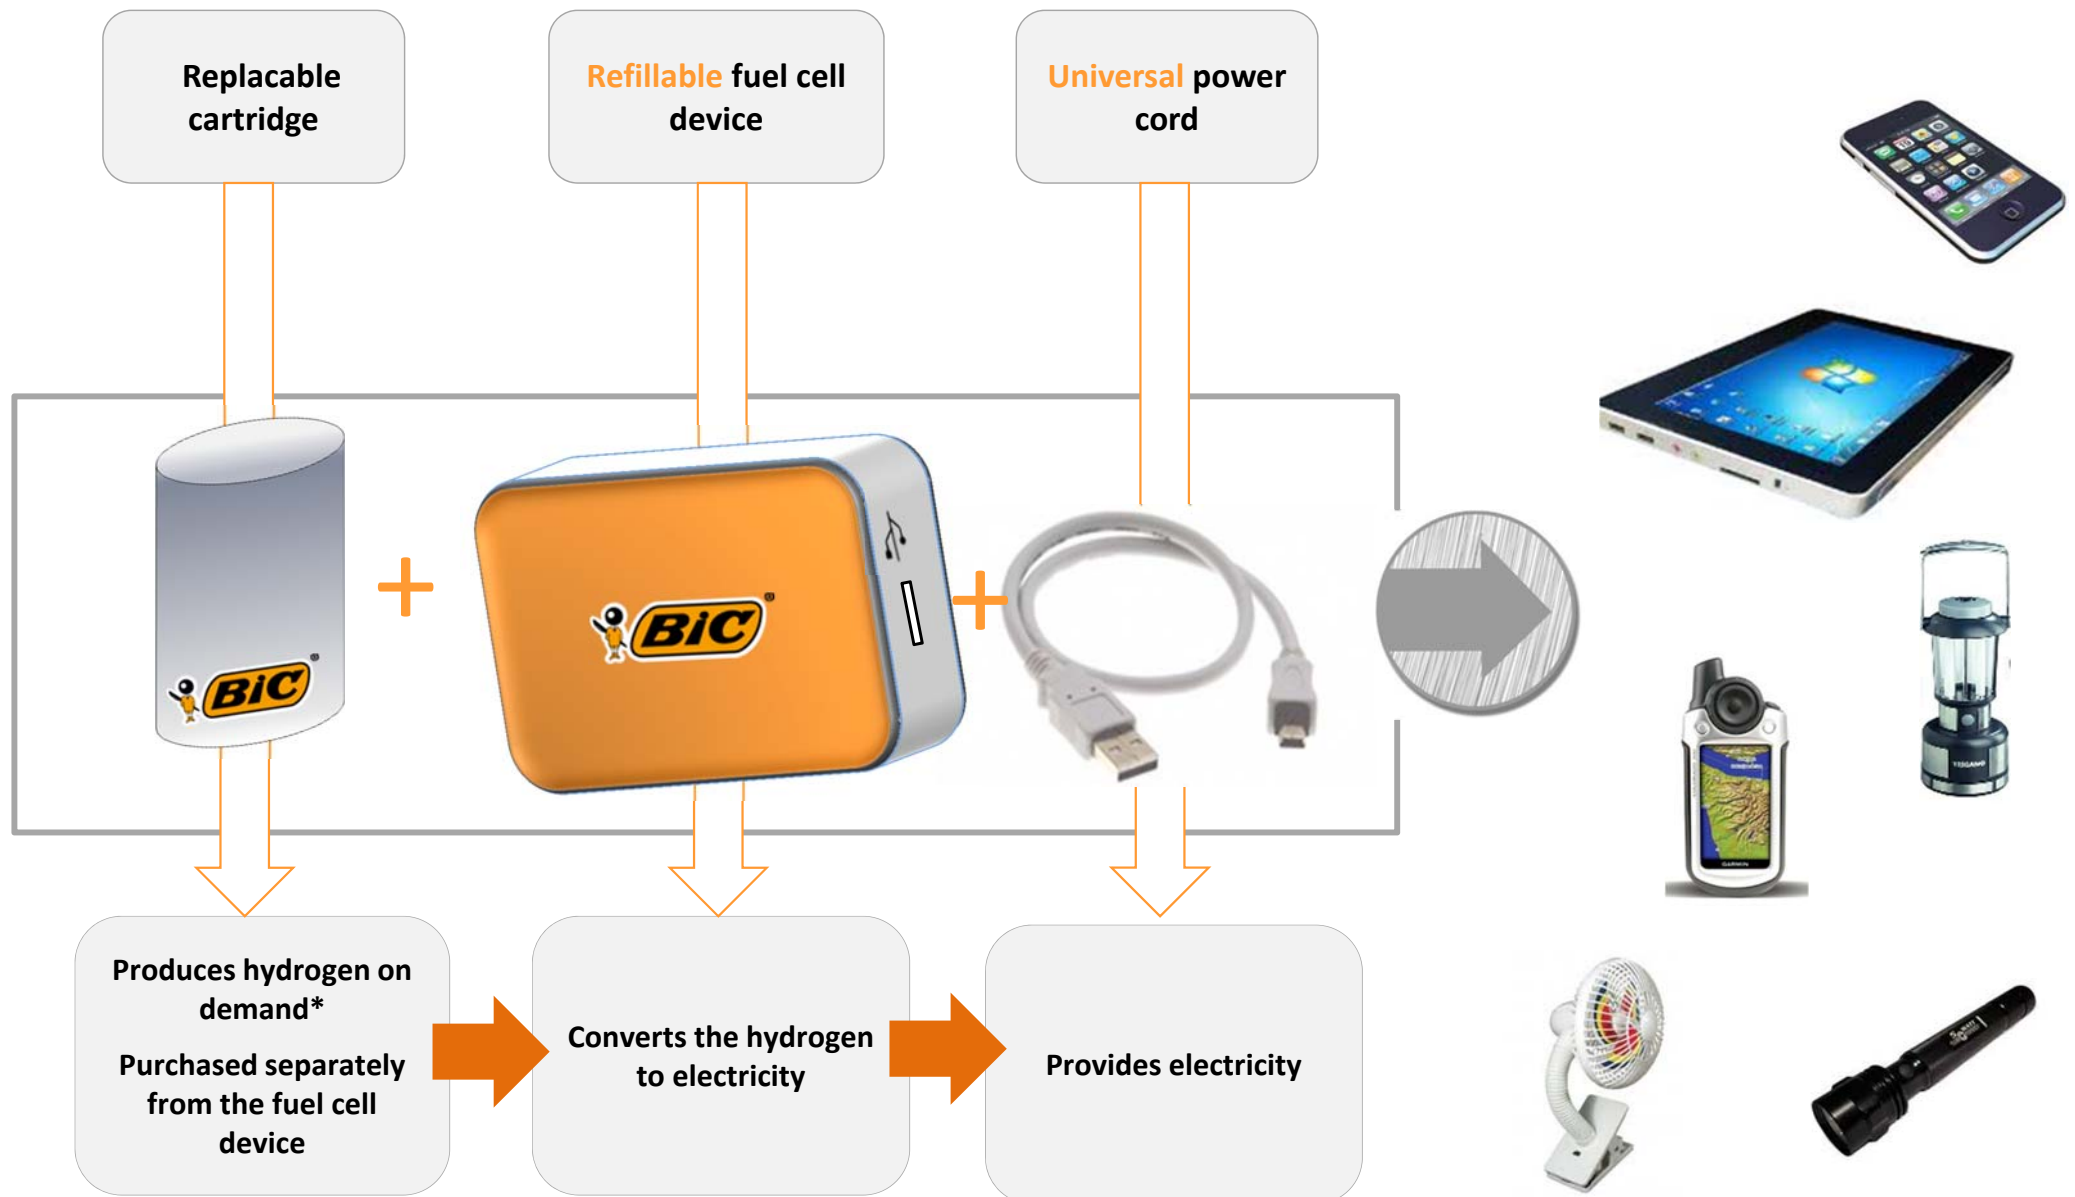 Replacable
cartridge
Refillable fuel cell
device
Universal power
cord
BiC
BiC
GARMIN
Produces hydrogen on
demand*
Purchased separately
from the fuel cell
device
Converts the hydrogen
to electricity
Provides electricity